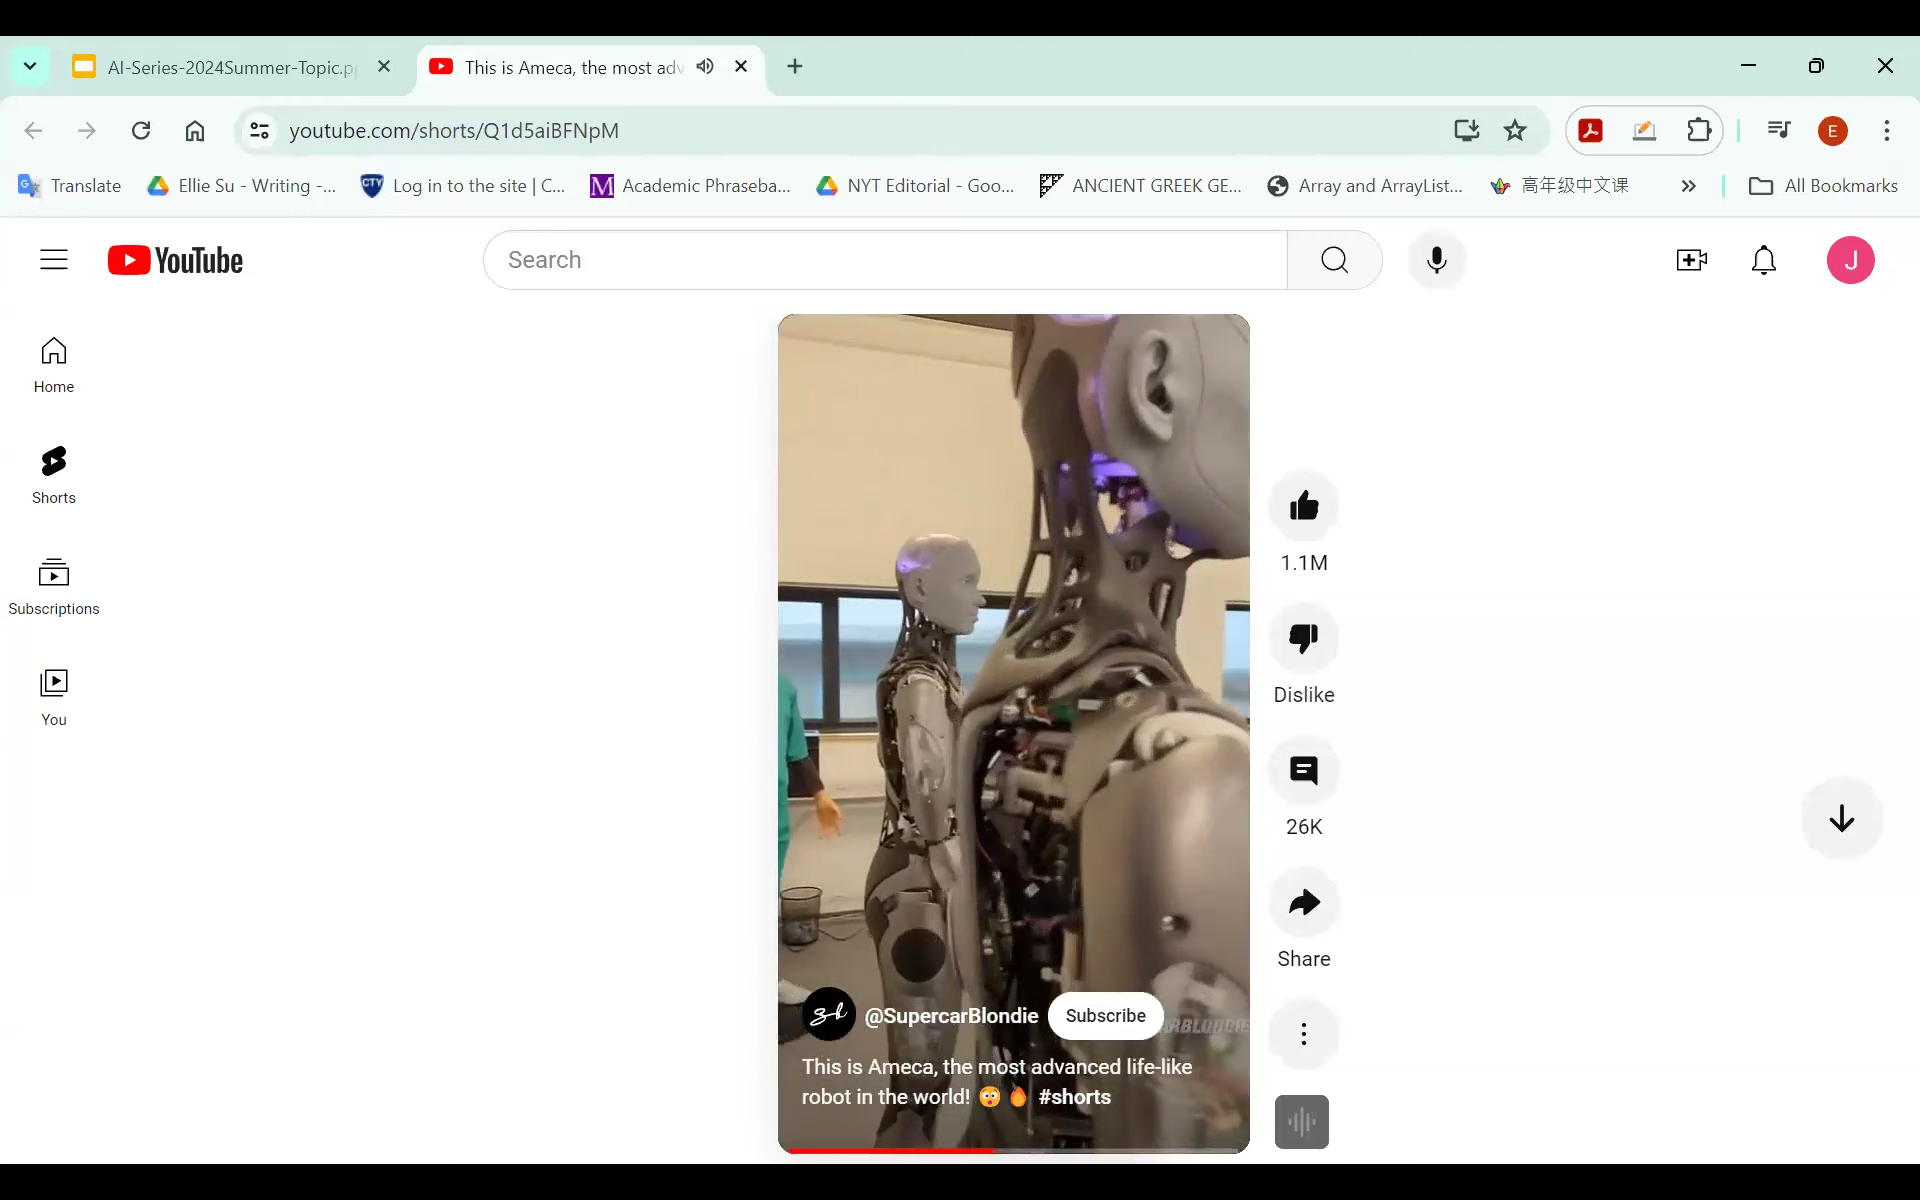 AI-Series-2024Summer-Topic.p
This is Ameca, the most adv
youtube.com/shorts/Q1d5aiBFNpM
E
Translate
Ellie Su - Writing -...
CTY
Log in to the site | C...
M
Academic Phraseba...
NYT Editorial - Goo...
ANCIENT GREEK GE...
Array and ArrayList...
高年级中文课
All Bookmarks
YouTube
Search
J
Home
Shorts
Subscriptions
You
1.1M
Dislike
26K
Share
@SupercarBlondie
Subscribe
This is Ameca, the most advanced life-like
robot in the world! 😲🔥 #shorts